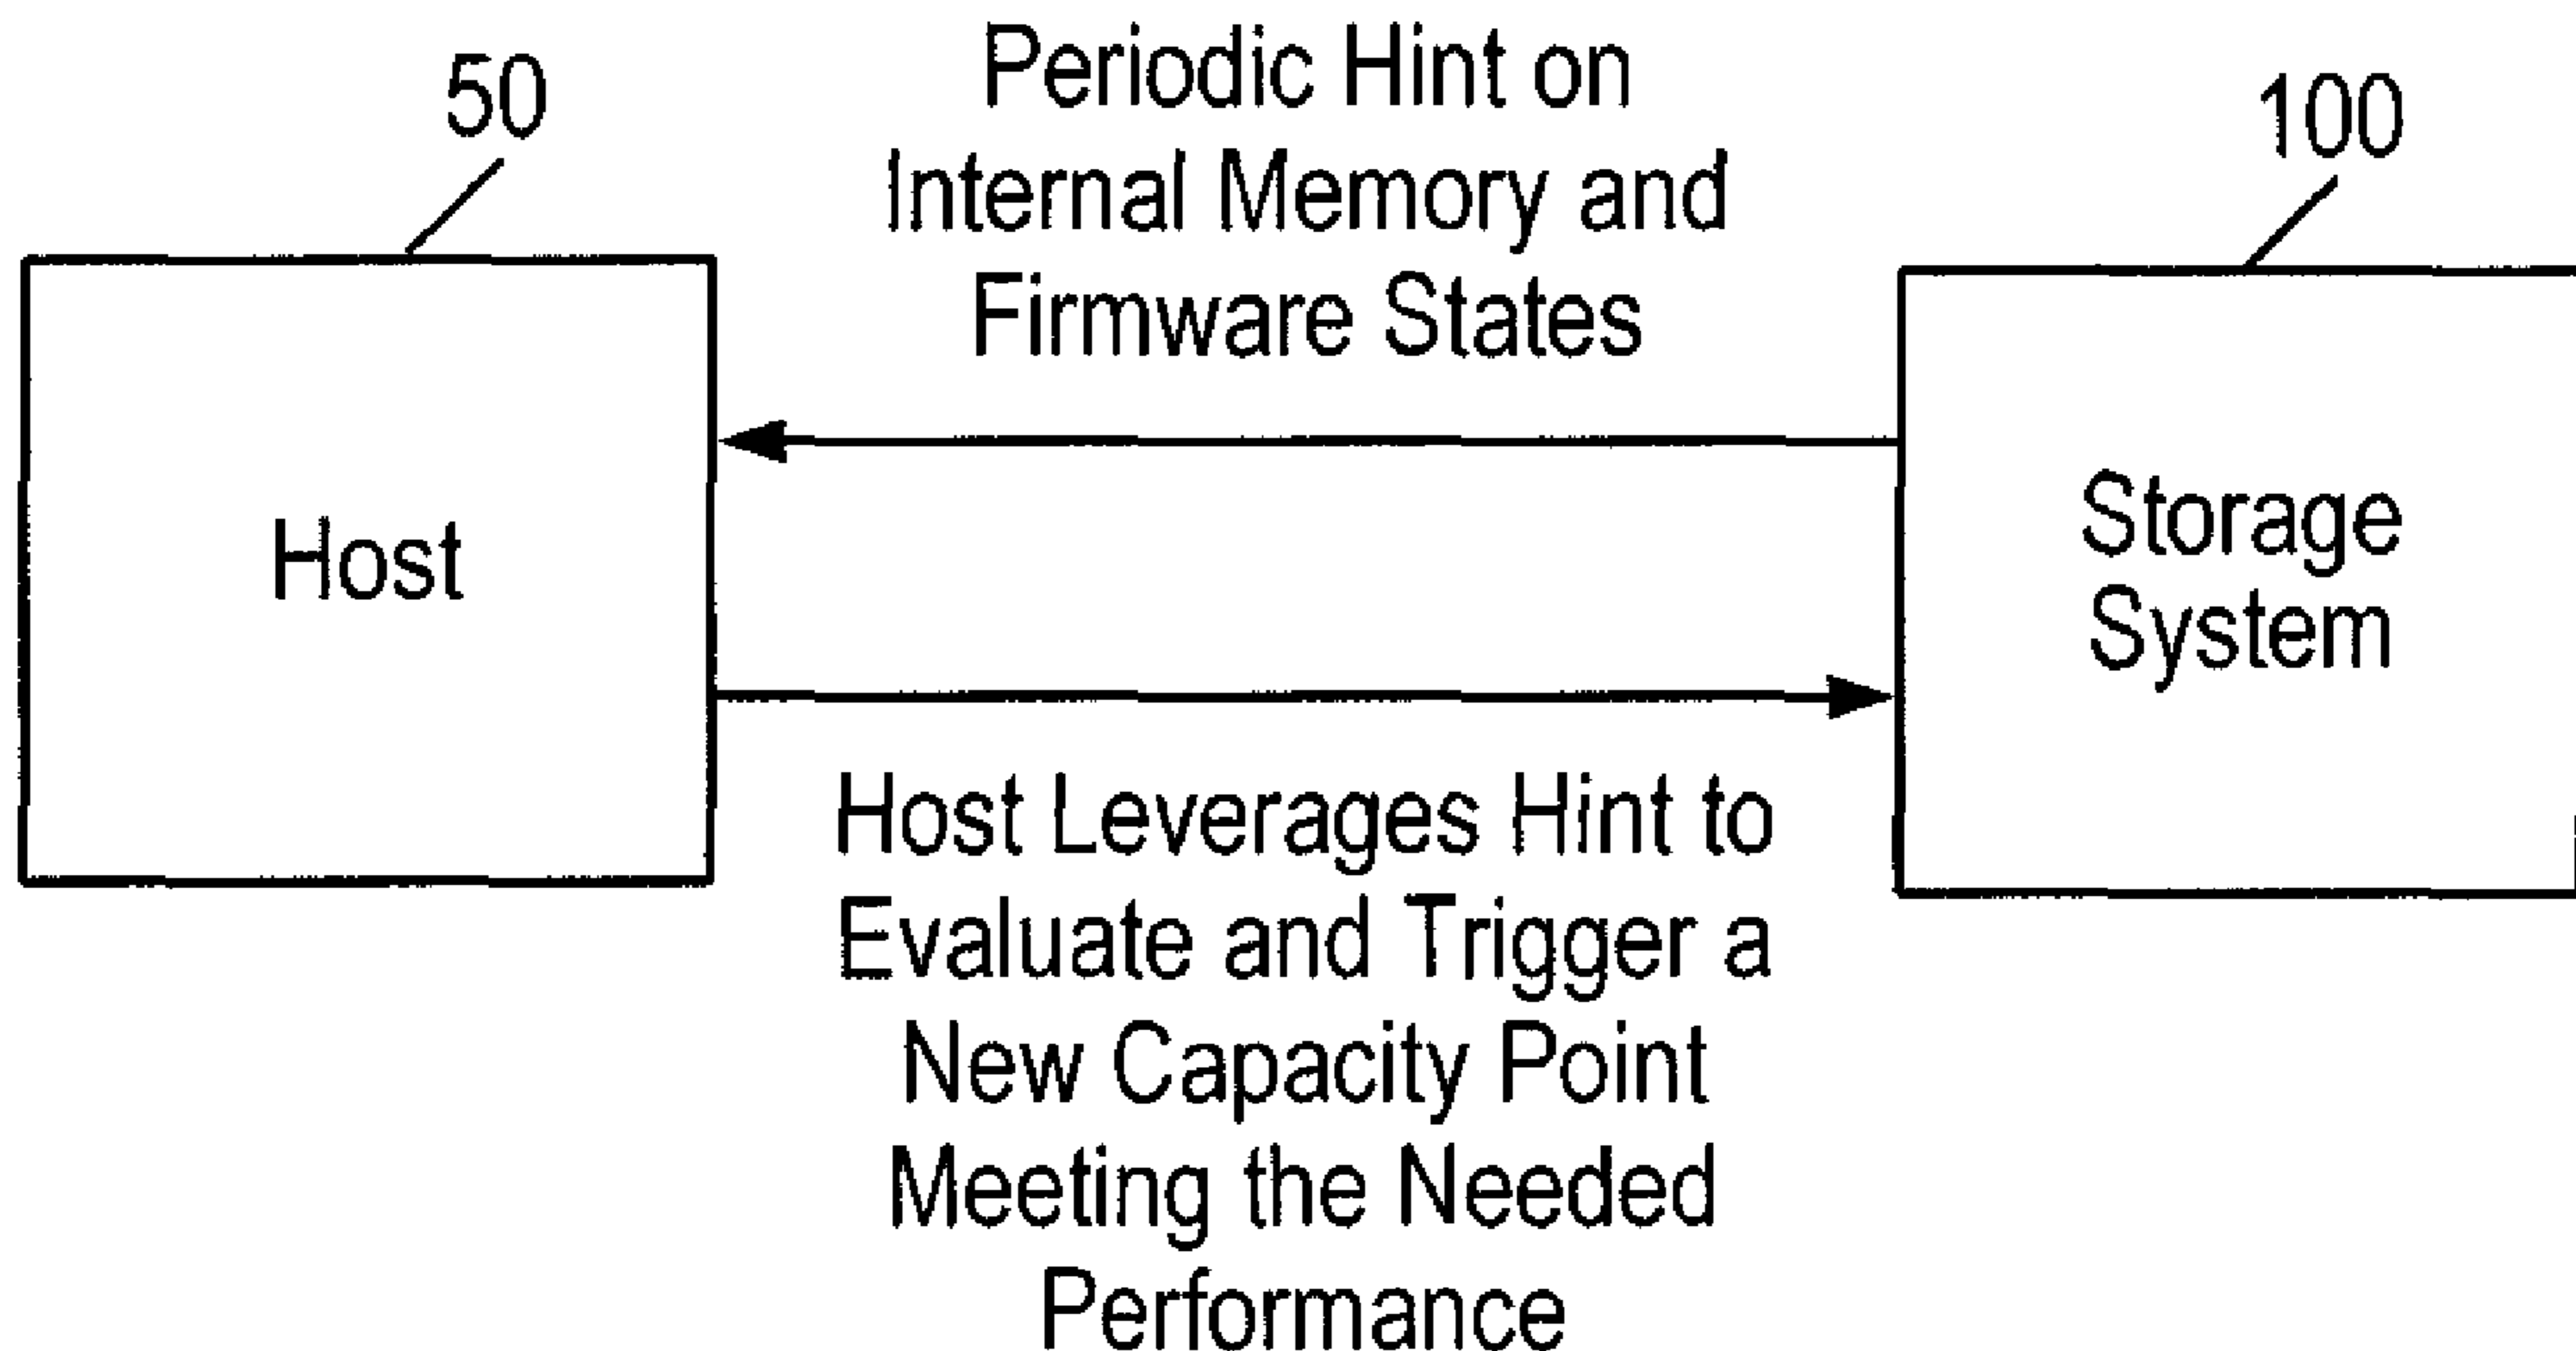 50
Periodic Hint on
Internal Memory and
Firmware States
100
Host
Storage
System
Host Leverages Hint to
Evaluate and Trigger a
New Capacity Point
Meeting the Needed
Performance